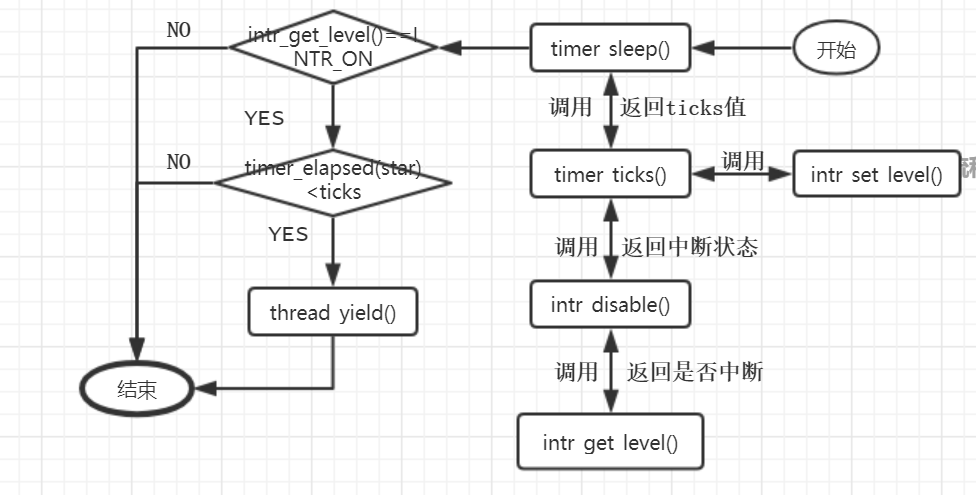 NO
intr_get_level()==I
NTR_ON
timer sleep()
开始
YES
调用
返回ticks值
NO
timer_elapsed(star)
<ticks
timer ticks()
调用
intr set level()
YES
调用
返回中断状态
thread yield()
intr disable()
结束
调用
返回是否中断
intr get level()